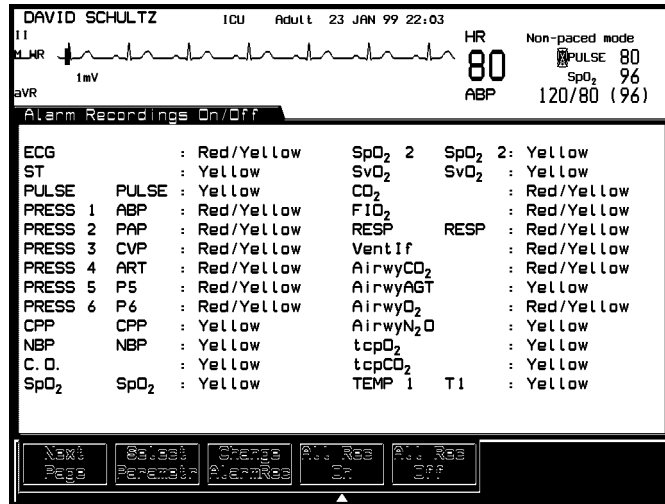 DAVID SCHULTZ ICU Adult 23 JAN 99 22:03
II HR Non-paced mode
M HR PULSE 80
80 SpO₂ 96
1mV
aVR ABP 120/80 (96)
Alarm Recordings On/Off
ECG : Red/Yellow SpO₂ 2 SpO₂ 2: Yellow
ST : Yellow SvO₂ SvO₂ : Yellow
PULSE PULSE : Yellow CO₂ : Red/Yellow
PRESS 1 ABP : Red/Yellow FIO₂ : Red/Yellow
PRESS 2 PAP : Red/Yellow RESP RESP : Red/Yellow
PRESS 3 CVP : Red/Yellow VentIf : Red/Yellow
PRESS 4 ART : Red/Yellow AirwyCO₂ : Red/Yellow
PRESS 5 P5 : Red/Yellow AirwyAGT : Yellow
PRESS 6 P6 : Red/Yellow AirwyO₂ : Red/Yellow
CPP CPP : Yellow AirwyN₂O : Yellow
NBP NBP : Yellow tcpO₂ : Yellow
C.O. : Yellow tcpCO₂ : Yellow
SpO₂ SpO₂ : Yellow TEMP 1 T1 : Yellow
Next Page
Select Parametr
Change AlarmRec
All Rec On
All Rec Off